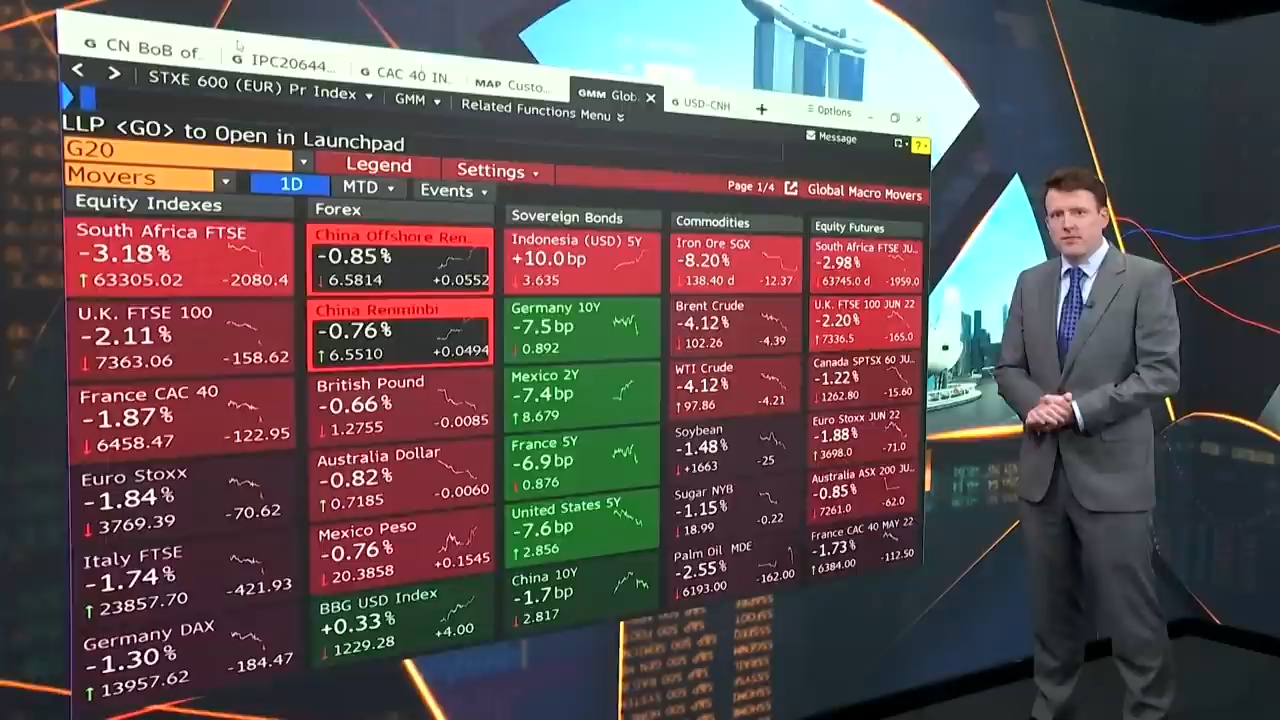 G CN BoB of..
G IPC20644...
G CAC 40 IN..
MAP Custo...
GMM Glob
G USD-CNH
Options
STXE 600 (EUR) Pr Index
GMM
Related Functions Menu
Message
LLP <GO> to Open in Launchpad
G20
Legend
Settings
Page 1/4
Global Macro Movers
Movers
1D
MTD
Events
Equity Indexes
South Africa FTSE
-3.18%
63305.02 -2080.4
U.K. FTSE 100
-2.11%
7363.06 -158.62
France CAC 40
-1.87%
6458.47 -122.95
Euro Stoxx
-1.84%
3769.39 -70.62
Italy FTSE
-1.74%
23857.70 -421.93
Germany DAX
-1.30%
13957.62 -184.47
Forex
China Offshore Ren..
-0.85%
6.5814 +0.0552
China Renminbi
-0.76%
6.5510 +0.0494
British Pound
-0.66%
1.2755 -0.0085
Australia Dollar
-0.82%
0.7185 -0.0060
Mexico Peso
-0.76%
20.3858 +0.1545
BBG USD Index
+0.33%
1229.28 +4.00
Sovereign Bonds
Indonesia (USD) 5Y
+10.0bp
3.635
Germany 10Y
-7.5bp
0.892
Mexico 2Y
-7.4bp
8.679
France 5Y
-6.9bp
0.876
United States 5Y
-7.6bp
2.856
China 10Y
-1.7bp
2.817
Commodities
Iron Ore SGX
-8.20%
138.40 d -12.37
Brent Crude
-4.12%
102.26 -4.39
WTI Crude
-4.12%
97.86 -4.21
Soybean
-1.48%
+1663 -25
Sugar NYB
-1.15%
18.99 -0.22
Palm Oil MDE
-2.55%
6193.00 -162.00
Equity Futures
South Africa FTSE JU..
-2.98%
63745.0 d -1959.0
U.K. FTSE 100 JUN 22
-2.20%
7336.5 -165.0
Canada SPTSX 60 JU..
-1.22%
1262.80 -15.60
Euro Stoxx JUN 22
-1.88%
3698.0 -71.0
Australia ASX 200 JU..
-0.85%
7261.0 -62.0
France CAC 40 MAY 22
-1.73%
6384.00 -112.50